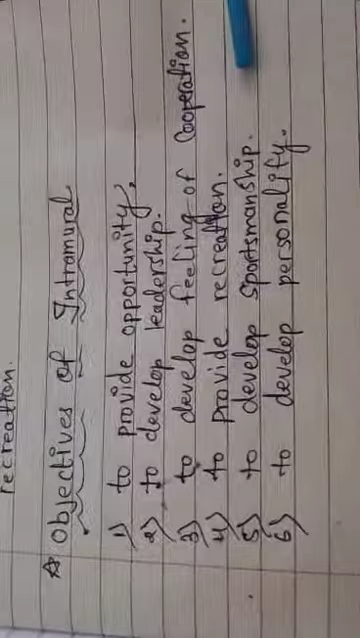 recreation.
☆ Objectives of Intramural
1) to provide opportunity.
2) to develop leadership.
3) to develop feeling of Cooperation.
4) to provide recreation.
5) to develop Sportsmanship.
6) to develop personality.